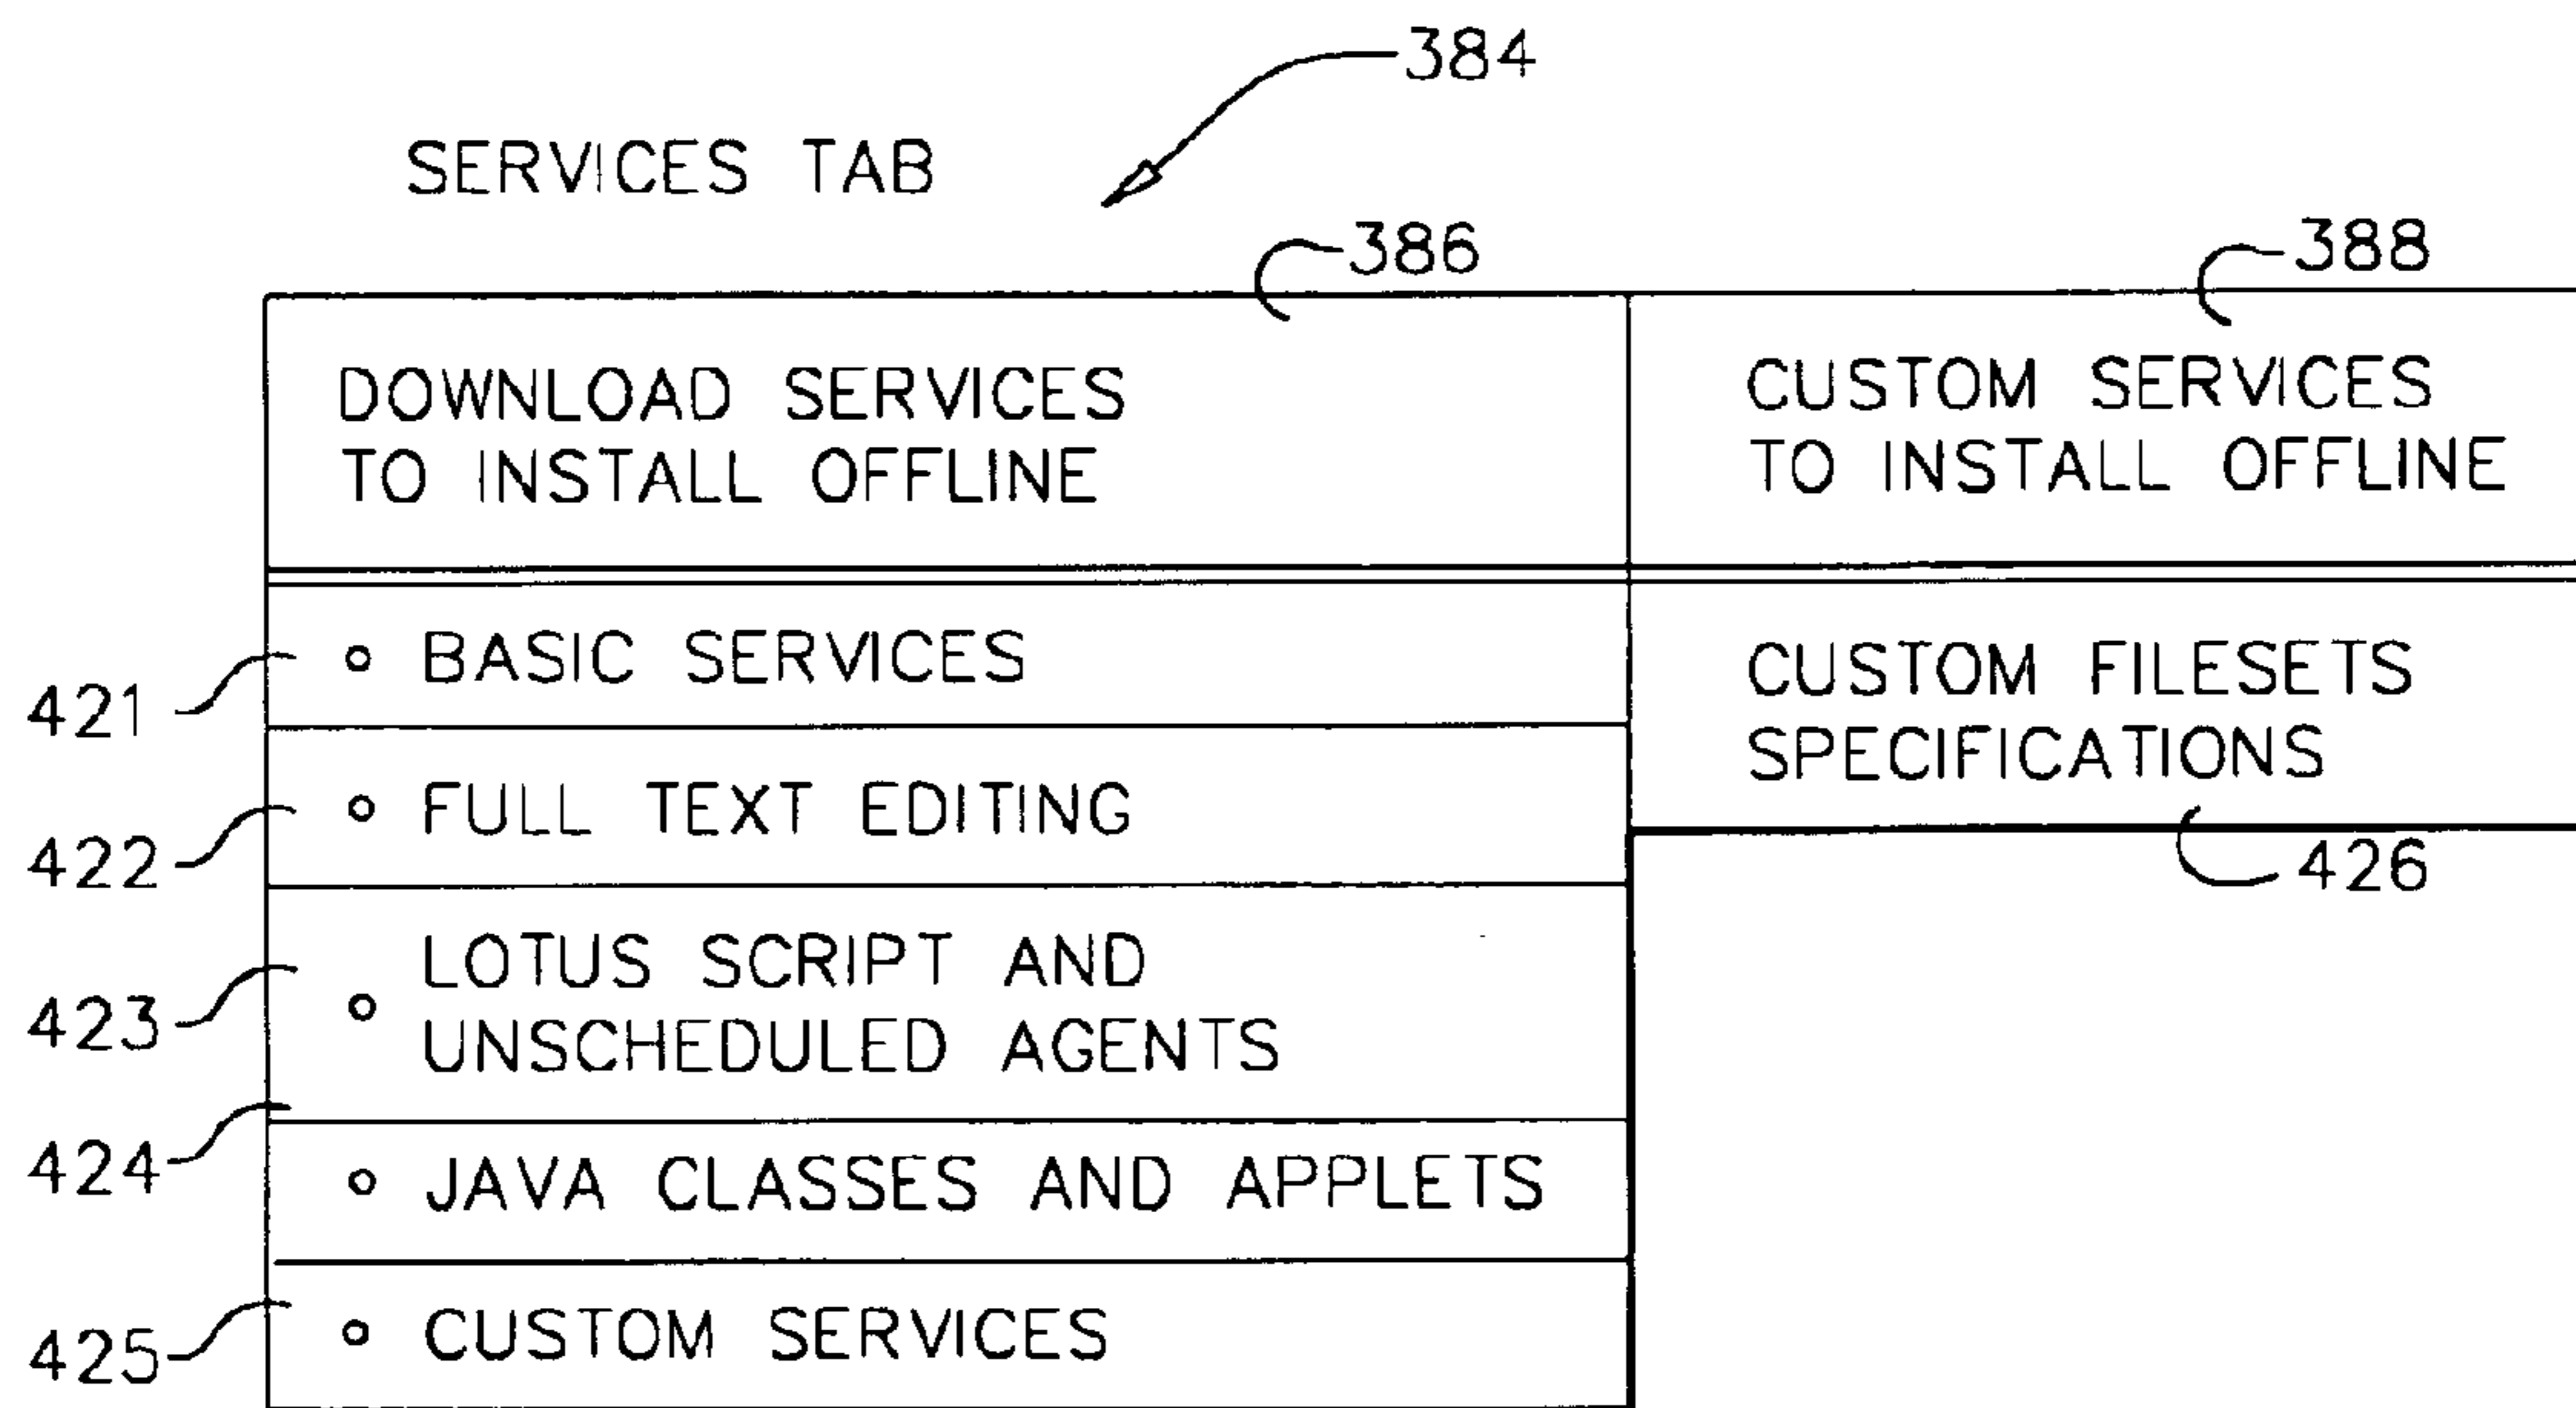 384
SERVICES TAB
386
388
DOWNLOAD SERVICES
TO INSTALL OFFLINE
CUSTOM SERVICES
TO INSTALL OFFLINE
421
BASIC SERVICES
CUSTOM FILESETS
SPECIFICATIONS
426
422
FULL TEXT EDITING
423
LOTUS SCRIPT AND
UNSCHEDULED AGENTS
424
JAVA CLASSES AND APPLETS
425
CUSTOM SERVICES